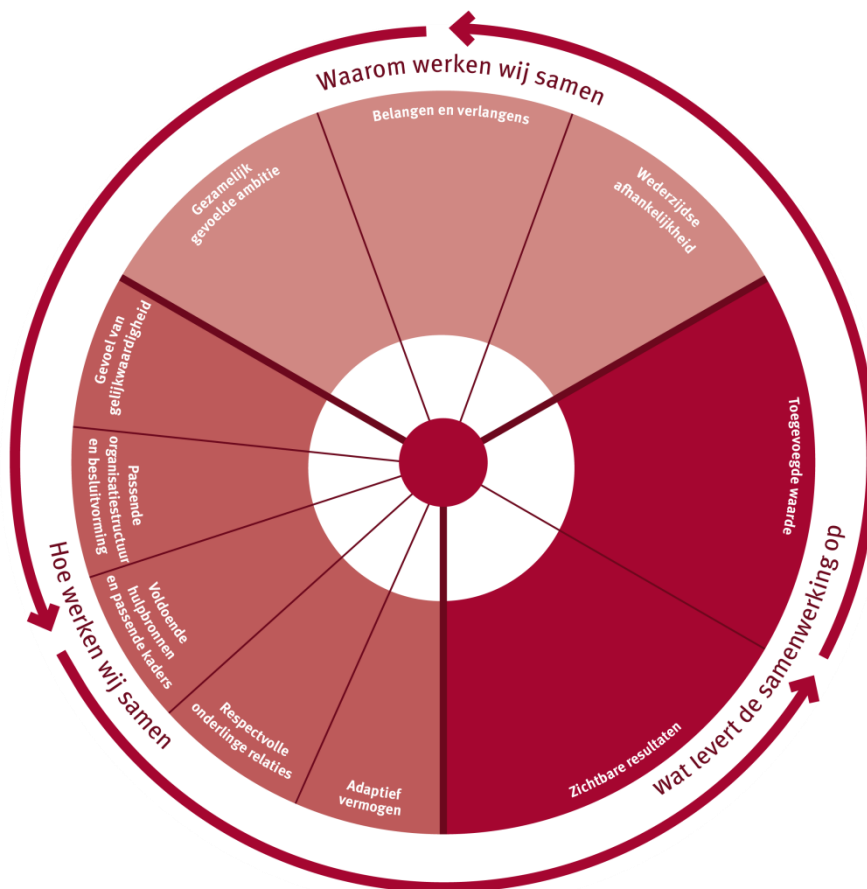 Waarom werken wij samen
Belangen en verlangens
Gezamelijk
gevoelde ambitie
Wederzijdse
afhankelijkheid
Gevoel van
gelijkwaardigheid
Passende
organisatiestructuur
en besluitvorming
Voldoende
hulpbronnen
en passende kaders
Respectvolle
onderlinge relaties
Adaptief
vermogen
Hoe werken wij samen
Toegevoegde waarde
Zichtbare resultaten
Wat levert de samenwerking op